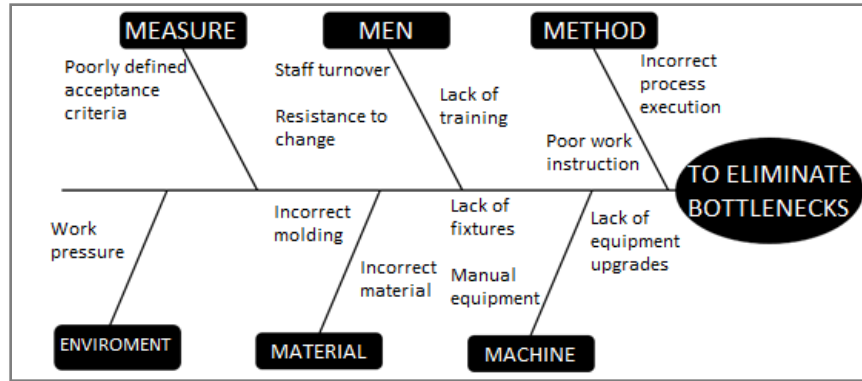 MEASURE
MEN
METHOD
Poorly defined
acceptance
criteria
Staff turnover
Resistance to
change
Lack of
training
Incorrect
process
execution
Poor work
instruction
TO ELIMINATE
BOTTLENECKS
Work
pressure
Incorrect
molding
Incorrect
material
Lack of
fixtures
Manual
equipment
Lack of
equipment
upgrades
ENVIROMENT
MATERIAL
MACHINE